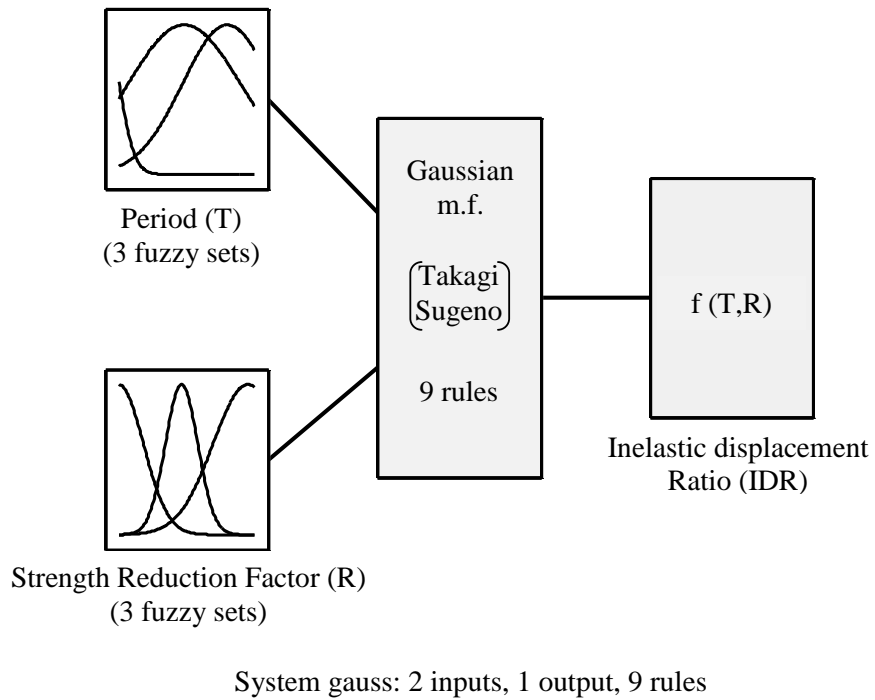 Period (T)
(3 fuzzy sets)
Gaussian
m.f.
Takagi
Sugeno
9 rules
f (T,R)
Inelastic displacement
Ratio (IDR)
Strength Reduction Factor (R)
(3 fuzzy sets)
System gauss: 2 inputs, 1 output, 9 rules